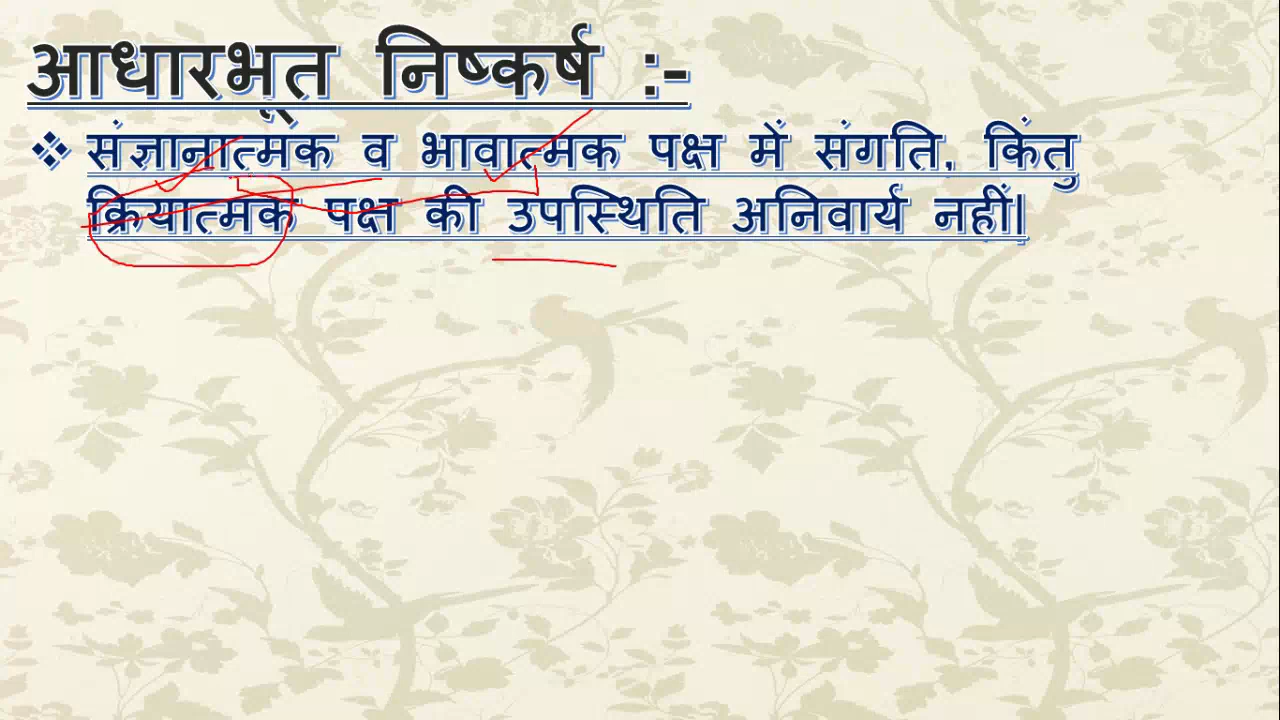 आधारभूत निष्कर्ष :-
❖ संज्ञानात्मक व भावात्मक पक्ष में संगति, किंतु
क्रियात्मक पक्ष की उपस्थिति अनिवार्य नहीं|